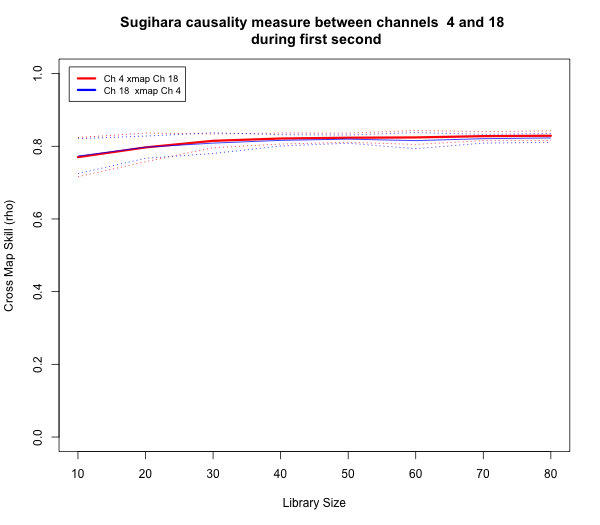 Sugihara causality measure between channels  4 and 18
during first second
Ch 4 xmap Ch 18
Ch 18  xmap Ch 4
Cross Map Skill (rho)
1.0
0.8
0.6
0.4
0.2
0.0
10 20 30 40 50 60 70 80
Library Size